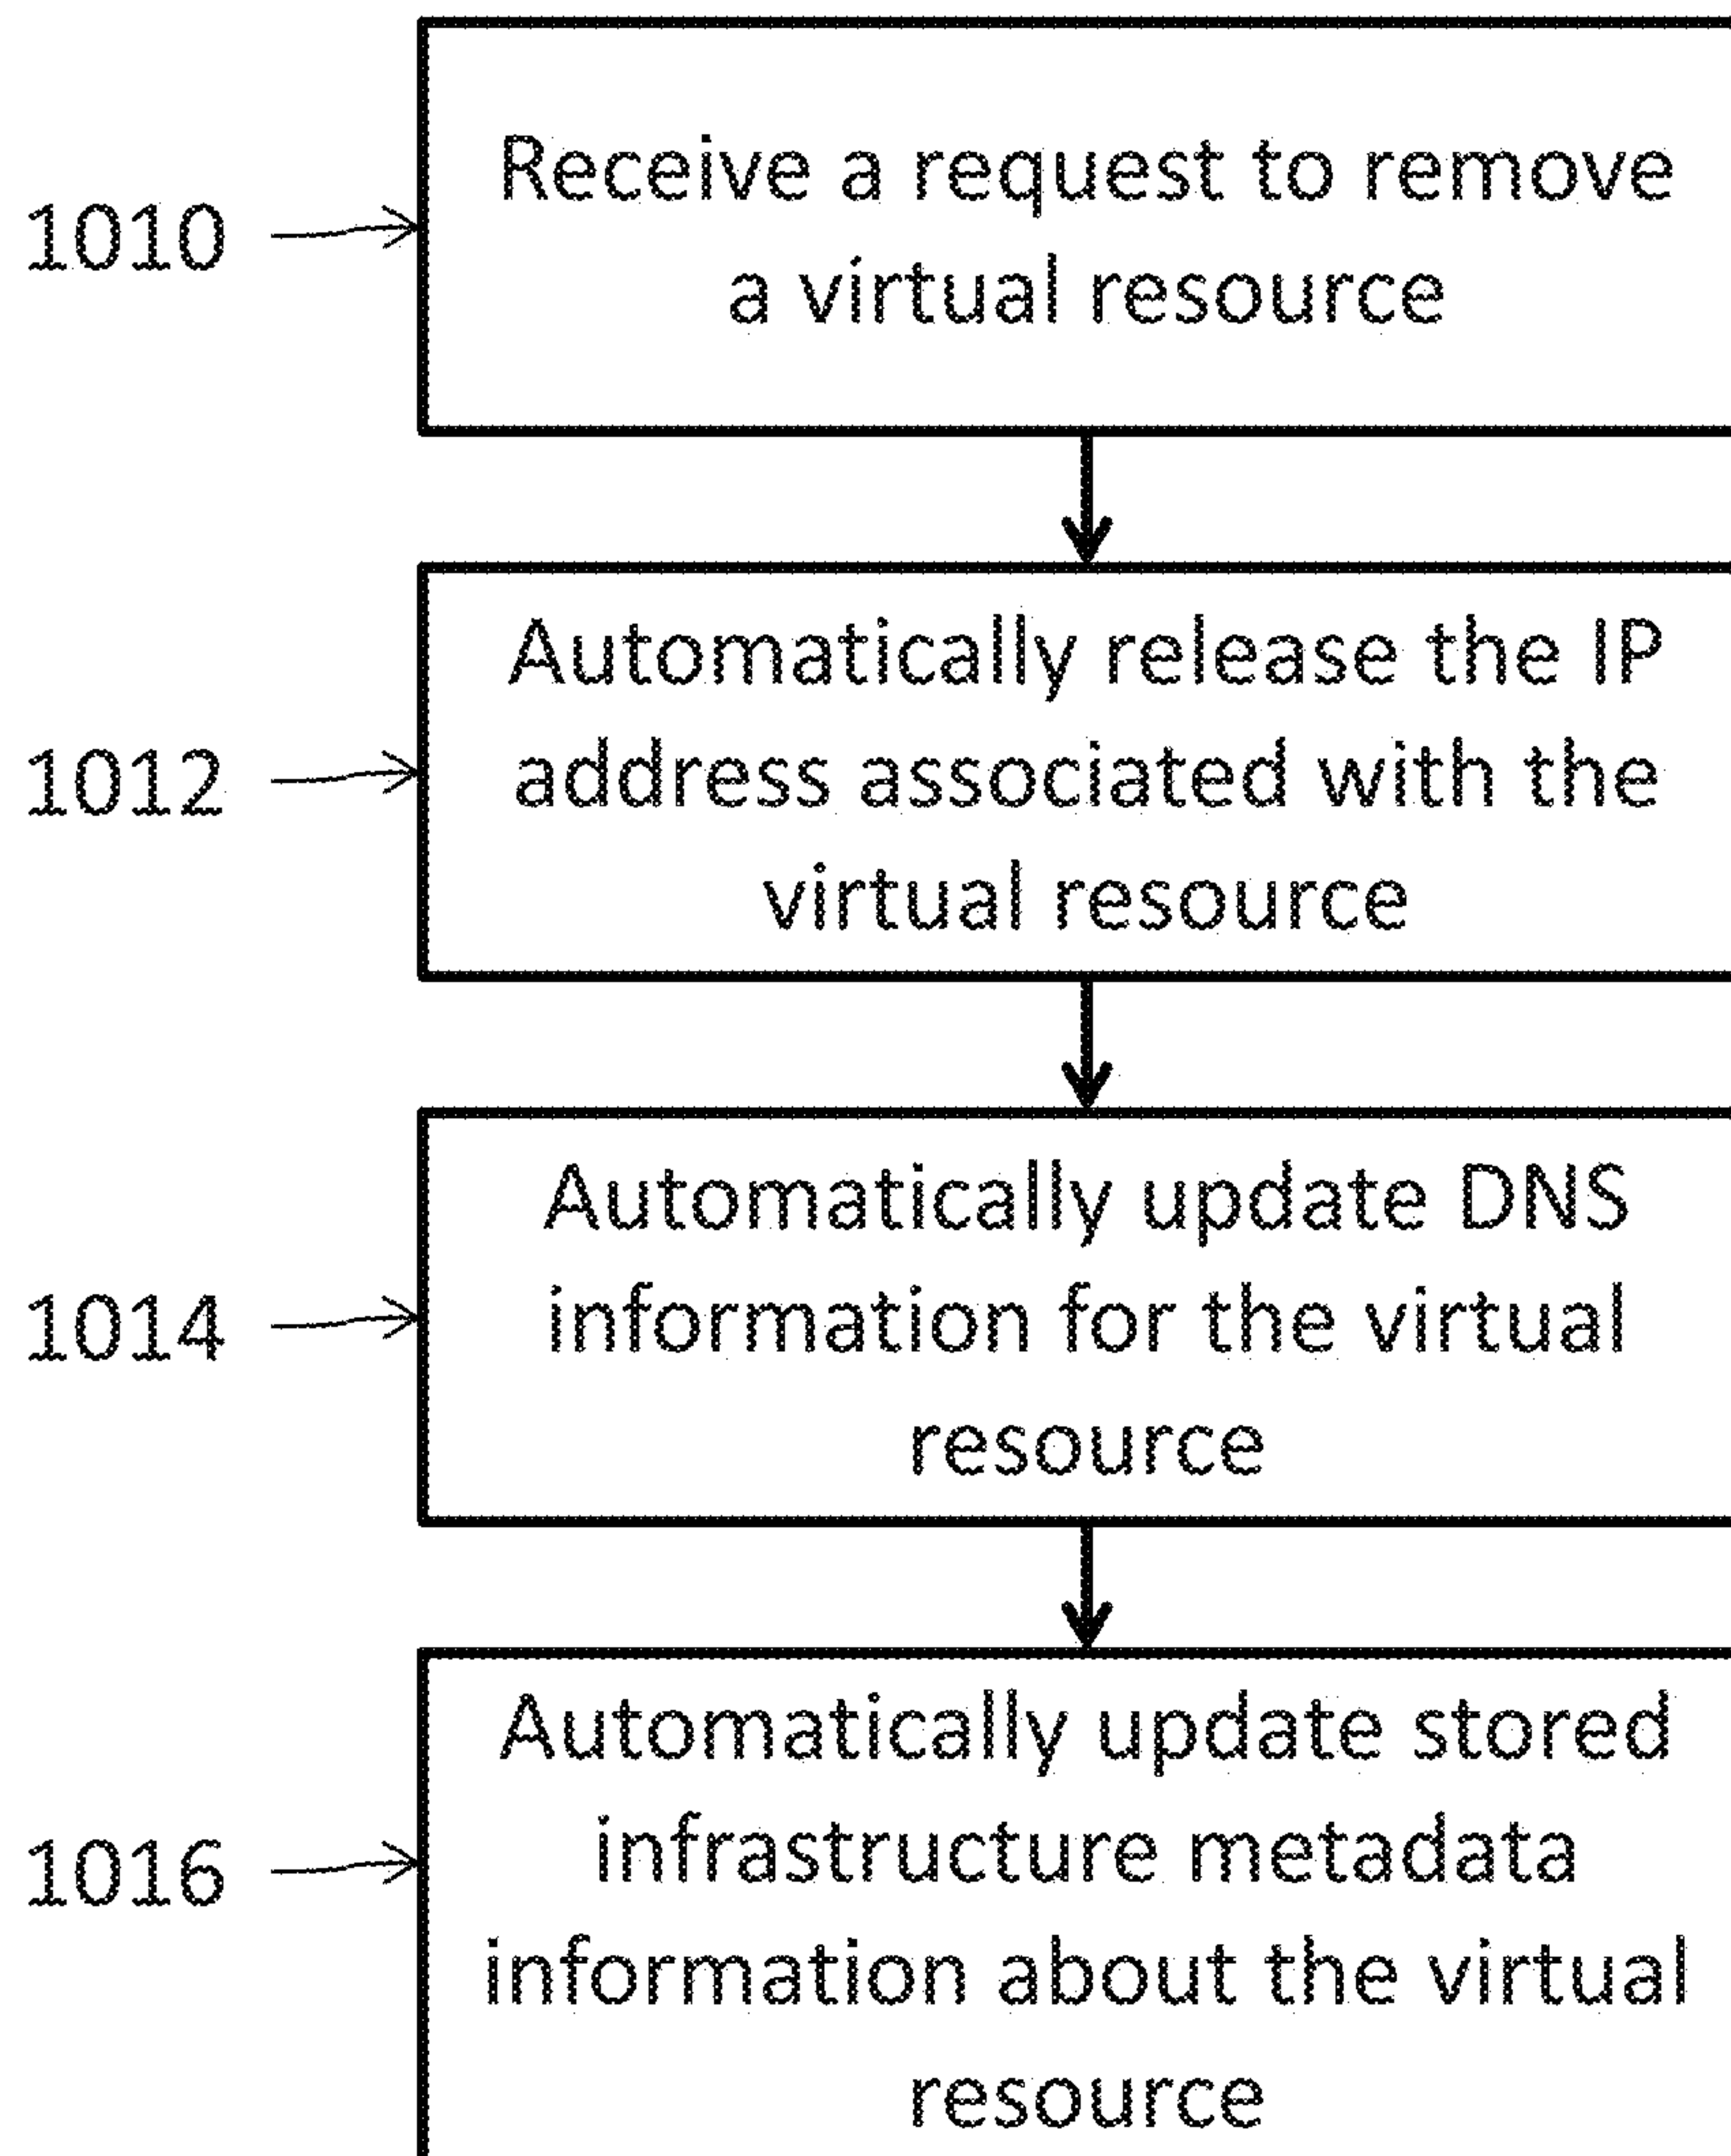 1010
Receive a request to remove
a virtual resource
1012
Automatically release the IP
address associated with the
virtual resource
1014
Automatically update DNS
information for the virtual
resource
1016
Automatically update stored
infrastructure metadata
information about the virtual
resource